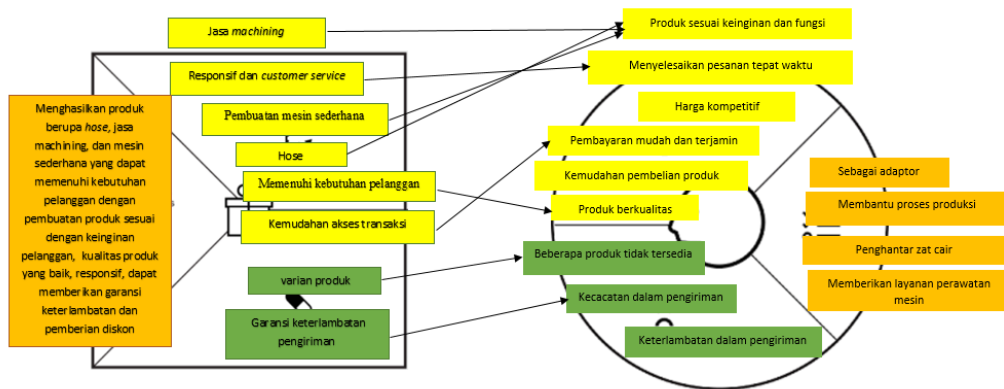 Jasa machining
Responsif dan customer service
Pembuatan mesin sederhana
Hose
Memenuhi kebutuhan pelanggan
Kemudahan akses transaksi
varian produk
Garansi keterlambatan
pengiriman
Menghasilkan produk
berupa hose, jasa
machining, dan mesin
sederhana yang dapat
memenuhi kebutuhan
pelanggan dengan
pembuatan produk sesuai
dengan keinginan
pelanggan, kualitas produk
yang baik, responsif, dapat
memberikan garansi
keterlambatan dan
pemberian diskon
Produk sesuai keinginan dan fungsi
Menyelesaikan pesanan tepat waktu
Harga kompetitif
Pembayaran mudah dan terjamin
Kemudahan pembelian produk
Produk berkualitas
Beberapa produk tidak tersedia
Kecacatan dalam pengiriman
Keterlambatan dalam pengiriman
Sebagai adaptor
Membantu proses produksi
Penghantar zat cair
Memberikan layanan perawatan
mesin